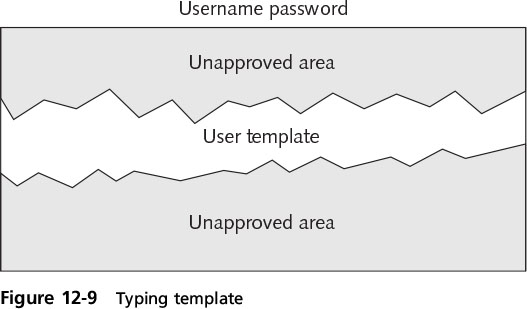 Username password
Unapproved area
User template
Unapproved area
Figure 12-9 Typing template